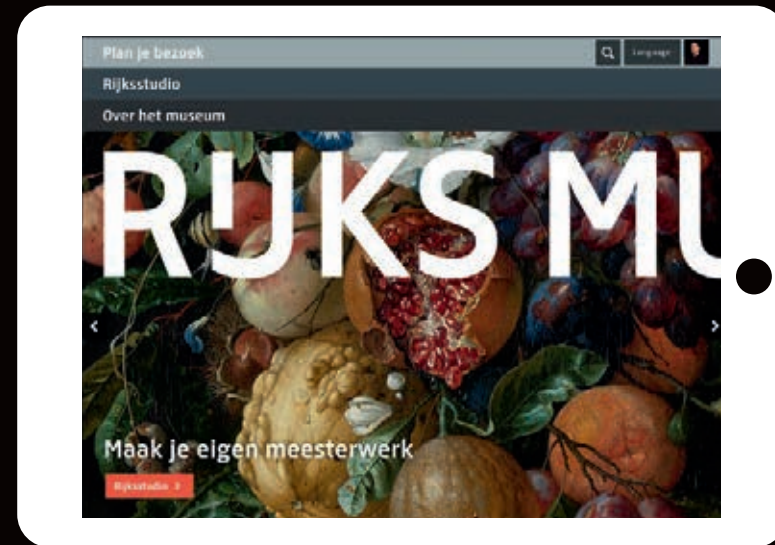 Plan je bezoek
Language
Rijksstudio
Over het museum
RIJKS MU
Maak je eigen meesterwerk
Rijksstudio